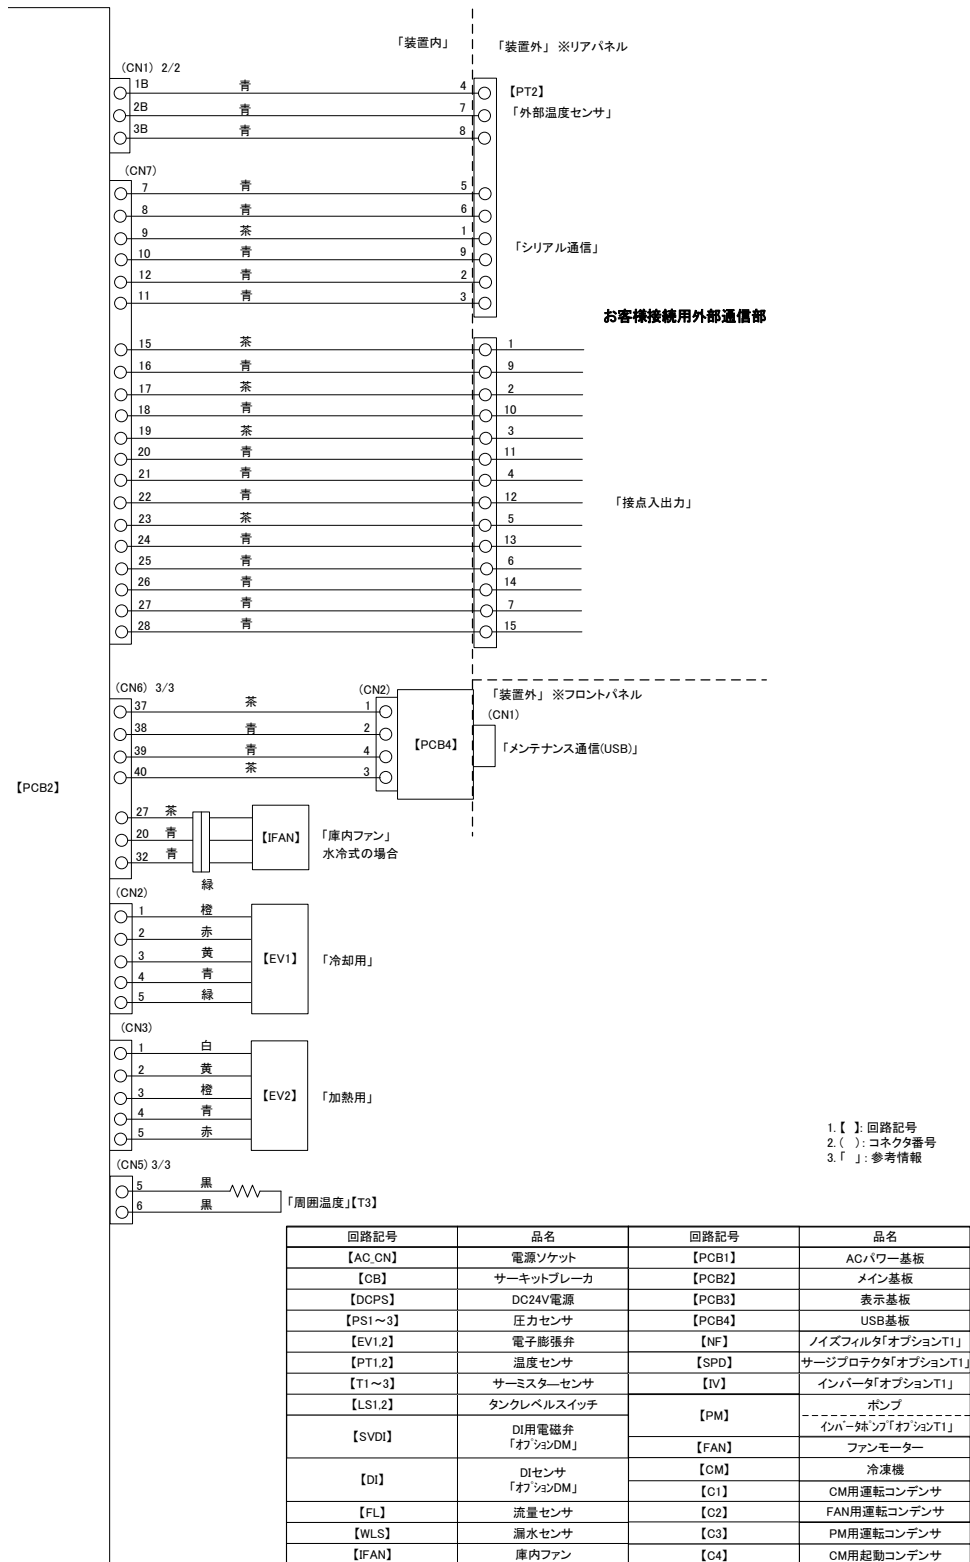 「装置内」 「装置外」 ※リアパネル
(CN1) 2/2
1B 青 4 【PT2】
2B 青 7 「外部温度センサ」
3B 青 8
(CN7)
7 青 5
8 青 6
9 茶 1 「シリアル通信」
10 青 9
12 青 2
11 青 3
お客様接続用外部通信部
15 茶 1
16 青 9
17 茶 2
18 青 10
19 茶 3
20 青 11
21 青 4
22 青 12 「接点入出力」
23 茶 5
24 青 13
25 青 6
26 青 14
27 青 7
28 青 15
(CN6) 3/3 (CN2) 「装置外」 ※フロントパネル
37 茶 1 (CN1)
38 青 2
39 青 4 【PCB4】 「メンテナンス通信(USB)」
40 茶 3
【PCB2】
27 茶
20 青 【IFAN】 「庫内ファン」
32 青 水冷式の場合
緑
(CN2)
1 橙
2 赤
3 黄 【EV1】 「冷却用」
4 青
5 緑
(CN3)
1 白
2 黄
3 橙 【EV2】 「加熱用」
4 青
5 赤
1.【 】: 回路記号
2.( ): コネクタ番号
3.「 」: 参考情報
(CN5) 3/3
5 黒
6 黒 「周囲温度」【T3】
回路記号 品名 回路記号 品名
【AC_CN】 電源ソケット 【PCB1】 ACパワー基板
【CB】 サーキットブレーカ 【PCB2】 メイン基板
【DCPS】 DC24V電源 【PCB3】 表示基板
【PS1～3】 圧力センサ 【PCB4】 USB基板
【EV1,2】 電子膨張弁 【NF】 ノイズフィルタ「オプションT1」
【PT1,2】 温度センサ 【SPD】 サージプロテクタ「オプションT1」
【T1～3】 サーミスターセンサ 【IV】 インバータ「オプションT1」
【LS1,2】 タンクレベルスイッチ 【PM】 ポンプ
インバータポンプ「オプションT1」
【SVDI】 DI用電磁弁
「オプションDM」
【FAN】 ファンモーター
【DI】 DIセンサ
「オプションDM」
【CM】 冷凍機
【C1】 CM用運転コンデンサ
【FL】 流量センサ 【C2】 FAN用運転コンデンサ
【WLS】 漏水センサ 【C3】 PM用運転コンデンサ
【IFAN】 庫内ファン 【C4】 CM用起動コンデンサ